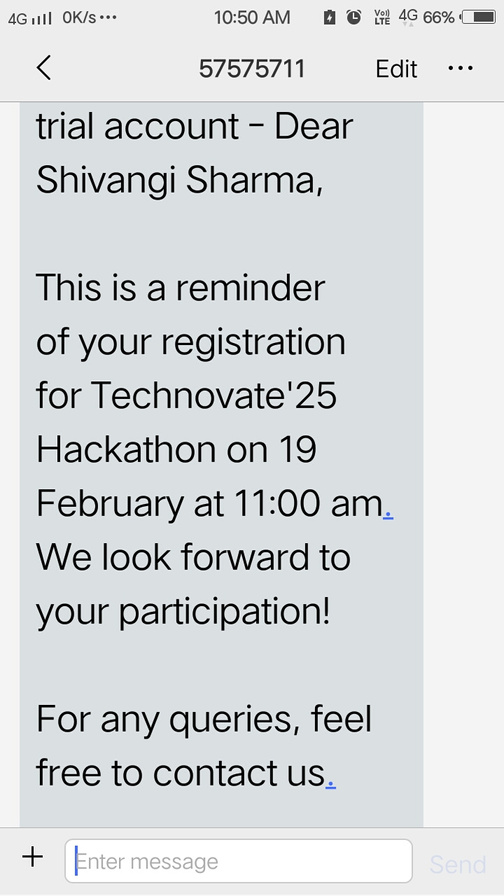 4G 0K/s ••• 10:50 AM Vo) LTE 4G 66%
57575711 Edit •••
trial account – Dear
Shivangi Sharma,
This is a reminder
of your registration
for Technovate'25
Hackathon on 19
February at 11:00 am.
We look forward to
your participation!
For any queries, feel
free to contact us.
+ Enter message Send